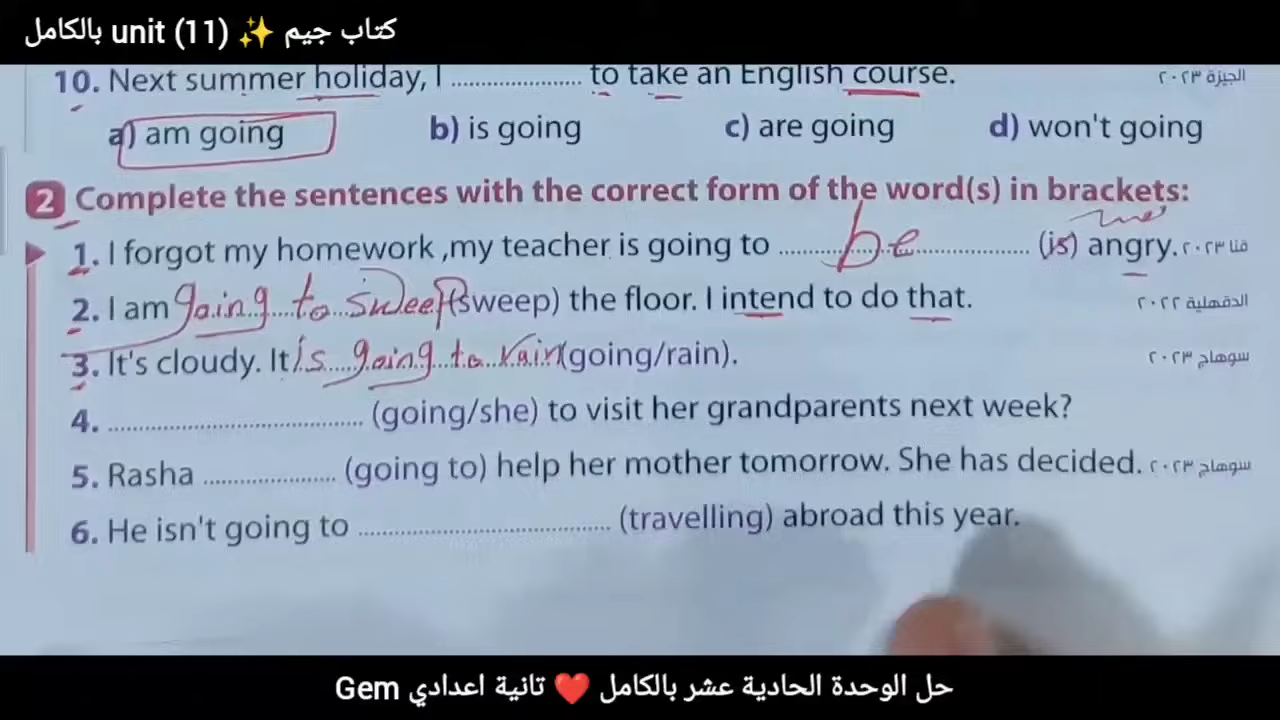 كتاب جيم ✨ unit (11) بالكامل
10. Next summer holiday, I .................... to take an English course. الجيزة ٢٠٢٣
a) am going b) is going c) are going d) won't going
2 Complete the sentences with the correct form of the word(s) in brackets:
1. I forgot my homework ,my teacher is going to ......... be ................. (is) angry. قنا ٢٠٢٣
2. I am going to sweep (sweep) the floor. I intend to do that. الدقهلية ٢٠٢٢
3. It's cloudy. It is going to rain (going/rain). سوهاج ٢٠٢٣
4. ........................................ (going/she) to visit her grandparents next week?
5. Rasha .................... (going to) help her mother tomorrow. She has decided. سوهاج ٢٠٢٣
6. He isn't going to ........................................ (travelling) abroad this year.
حل الوحدة الحادية عشر بالكامل ❤️ تانية اعدادي Gem